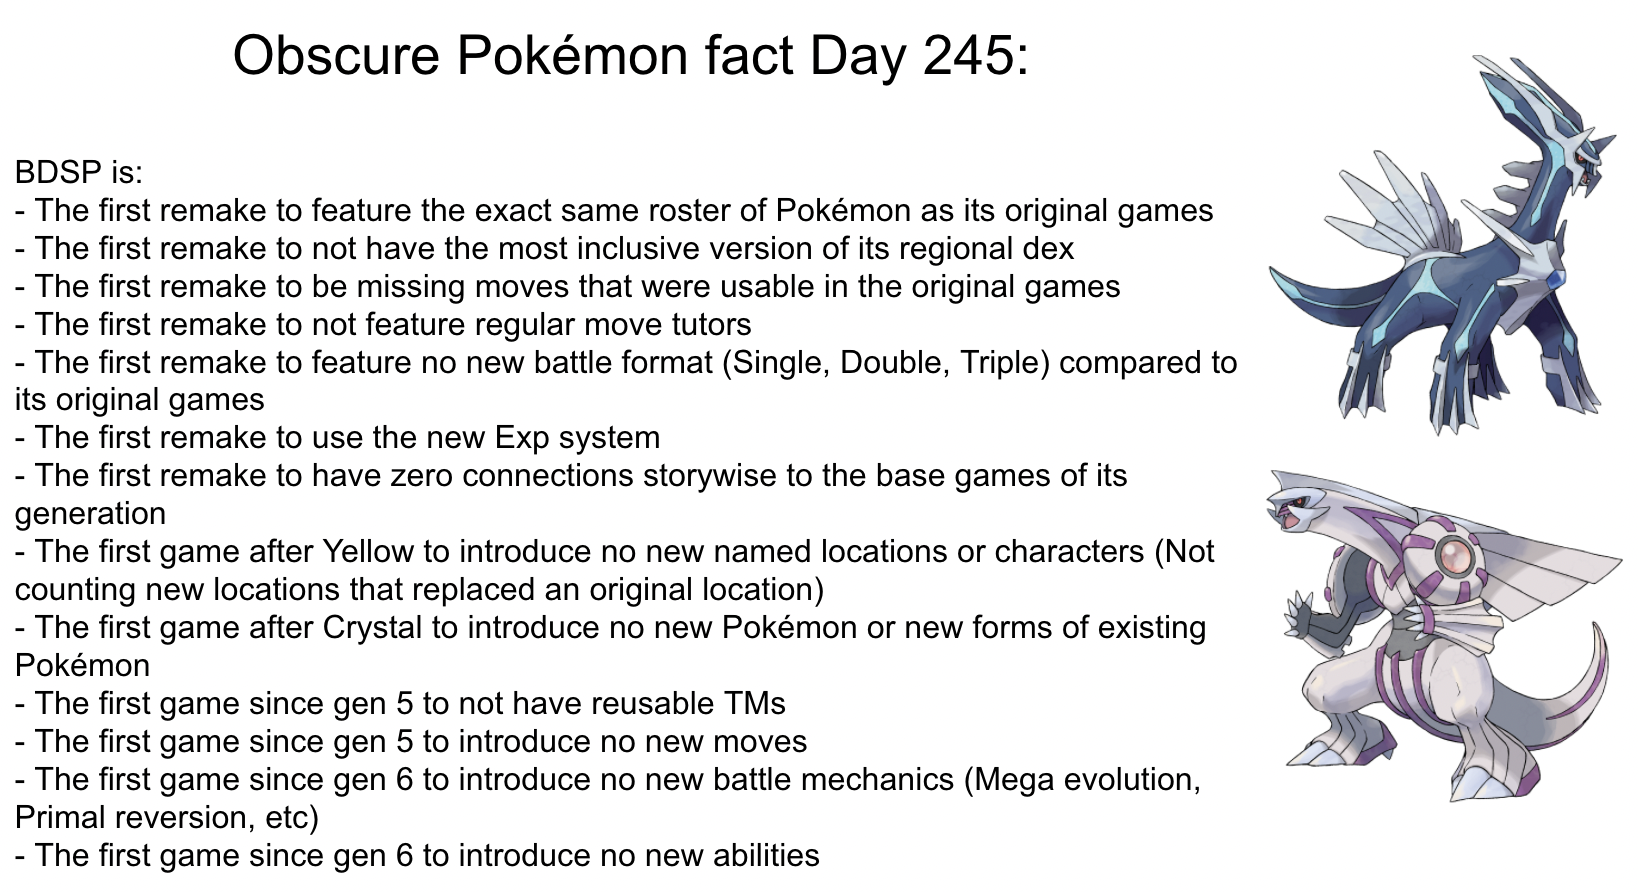 Obscure Pokémon fact Day 245:
BDSP is:
- The first remake to feature the exact same roster of Pokémon as its original games
- The first remake to not have the most inclusive version of its regional dex
- The first remake to be missing moves that were usable in the original games
- The first remake to not feature regular move tutors
- The first remake to feature no new battle format (Single, Double, Triple) compared to
its original games
- The first remake to use the new Exp system
- The first remake to have zero connections storywise to the base games of its
generation
- The first game after Yellow to introduce no new named locations or characters (Not
counting new locations that replaced an original location)
- The first game after Crystal to introduce no new Pokémon or new forms of existing
Pokémon
- The first game since gen 5 to not have reusable TMs
- The first game since gen 5 to introduce no new moves
- The first game since gen 6 to introduce no new battle mechanics (Mega evolution,
Primal reversion, etc)
- The first game since gen 6 to introduce no new abilities